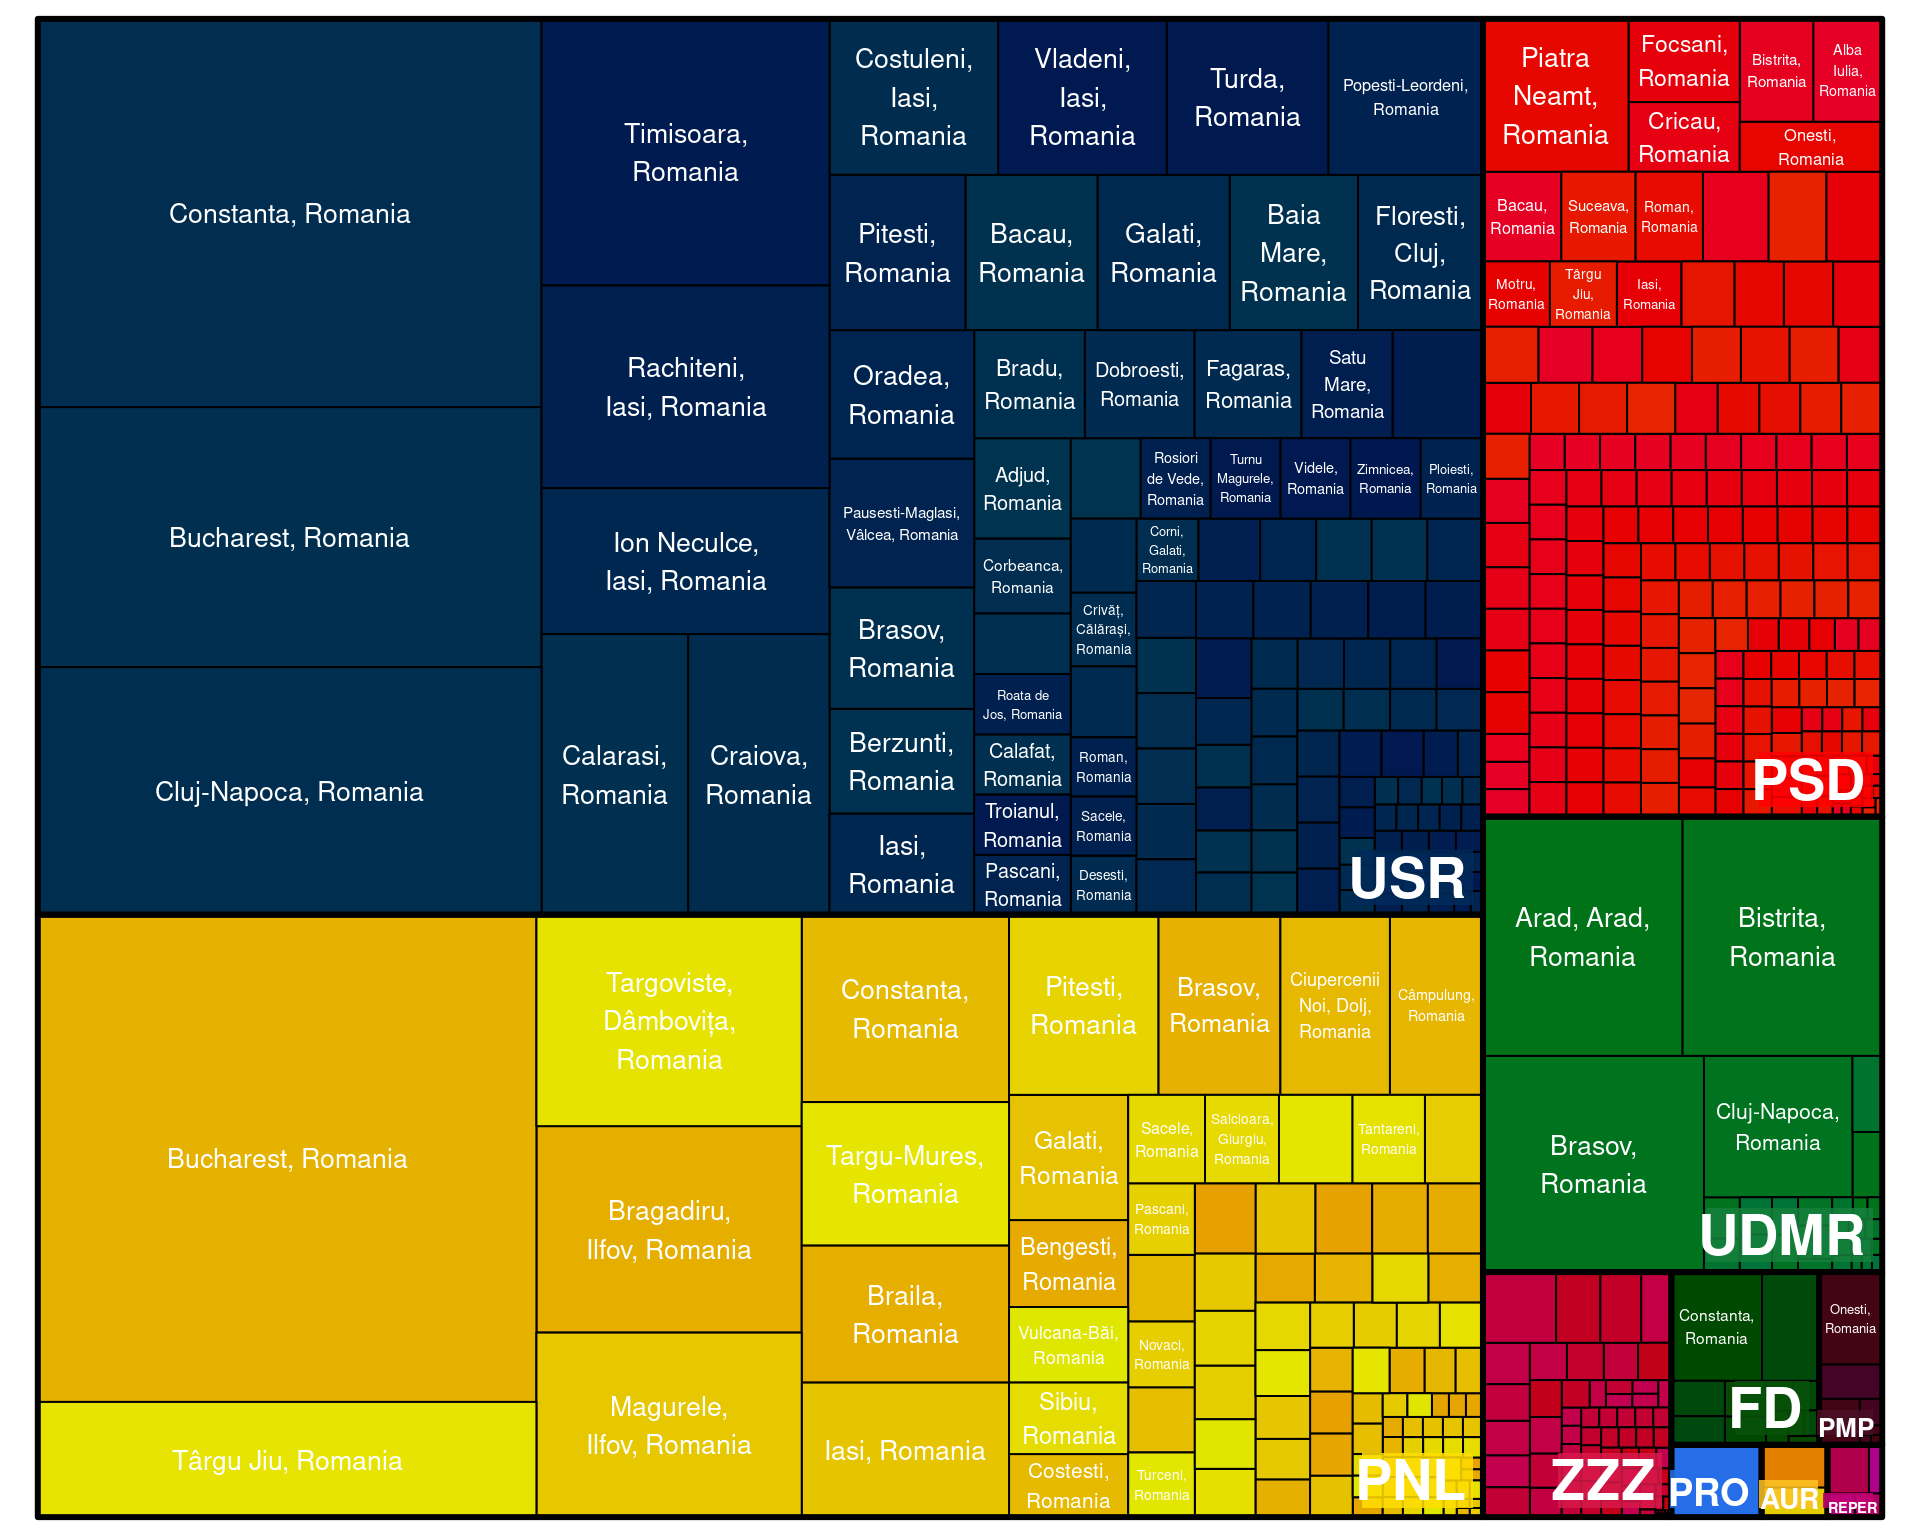 Constanta, Romania
Bucharest, Romania
Cluj-Napoca, Romania
Timisoara,
Romania
Rachiteni,
Iasi, Romania
Ion Neculce,
Iasi, Romania
Calarasi,
Romania
Craiova,
Romania
Costuleni,
Iasi,
Romania
Vladeni,
Iasi,
Romania
Turda,
Romania
Popesti-Leordeni,
Romania
Pitesti,
Romania
Bacau,
Romania
Galati,
Romania
Baia
Mare,
Romania
Floresti,
Cluj,
Romania
Oradea,
Romania
Pausesti-Maglasi,
Vâlcea, Romania
Brasov,
Romania
Berzunti,
Romania
Iasi,
Romania
Bradu,
Romania
Dobroesti,
Romania
Fagaras,
Romania
Satu
Mare,
Romania
Adjud,
Romania
Corbeanca,
Romania
Roata de
Jos, Romania
Calafat,
Romania
Troianul,
Romania
Pascani,
Romania
Rosiori
de Vede,
Romania
Turnu
Magurele,
Romania
Videle,
Romania
Zimnicea,
Romania
Ploiesti,
Romania
Corni,
Galati,
Romania
Crivăț,
Călărași,
Romania
Roman,
Romania
Sacele,
Romania
Desesti,
Romania
USR
Piatra
Neamt,
Romania
Focsani,
Romania
Cricau,
Romania
Bistrita,
Romania
Alba
Iulia,
Romania
Onesti,
Romania
Bacau,
Romania
Suceava,
Romania
Roman,
Romania
Motru,
Romania
Târgu
Jiu,
Romania
Iasi,
Romania
PSD
Bucharest, Romania
Târgu Jiu, Romania
Targoviste,
Dâmbovița,
Romania
Bragadiru,
Ilfov, Romania
Magurele,
Ilfov, Romania
Constanta,
Romania
Targu-Mures,
Romania
Braila,
Romania
Iasi, Romania
Pitesti,
Romania
Brasov,
Romania
Ciupercenii
Noi, Dolj,
Romania
Câmpulung,
Romania
Galati,
Romania
Bengesti,
Romania
Vulcana-Băi,
Romania
Sibiu,
Romania
Costesti,
Romania
Sacele,
Romania
Salcioara,
Giurgiu,
Romania
Tantareni,
Romania
Pascani,
Romania
Novaci,
Romania
Turceni,
Romania
PNL
Arad, Arad,
Romania
Bistrita,
Romania
Brasov,
Romania
Cluj-Napoca,
Romania
UDMR
ZZZ
Constanta,
Romania
FD
Onesti,
Romania
PMP
PRO
AUR
REPER